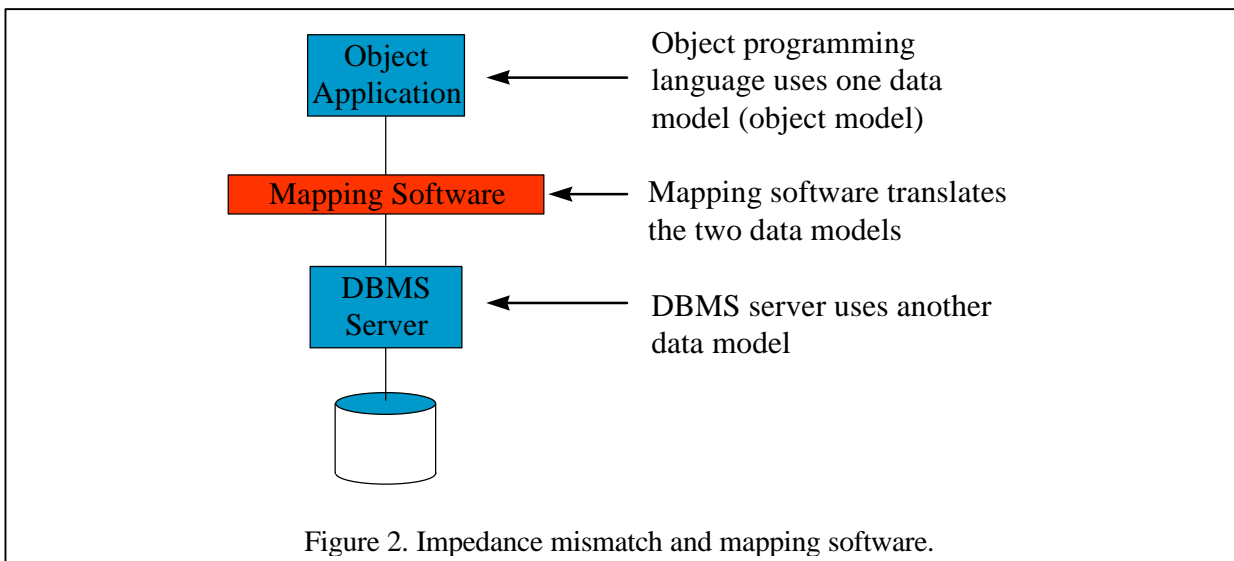 Object
Application
Object programming
language uses one data
model (object model)
Mapping Software
Mapping software translates
the two data models
DBMS
Server
DBMS server uses another
data model
Figure 2. Impedance mismatch and mapping software.